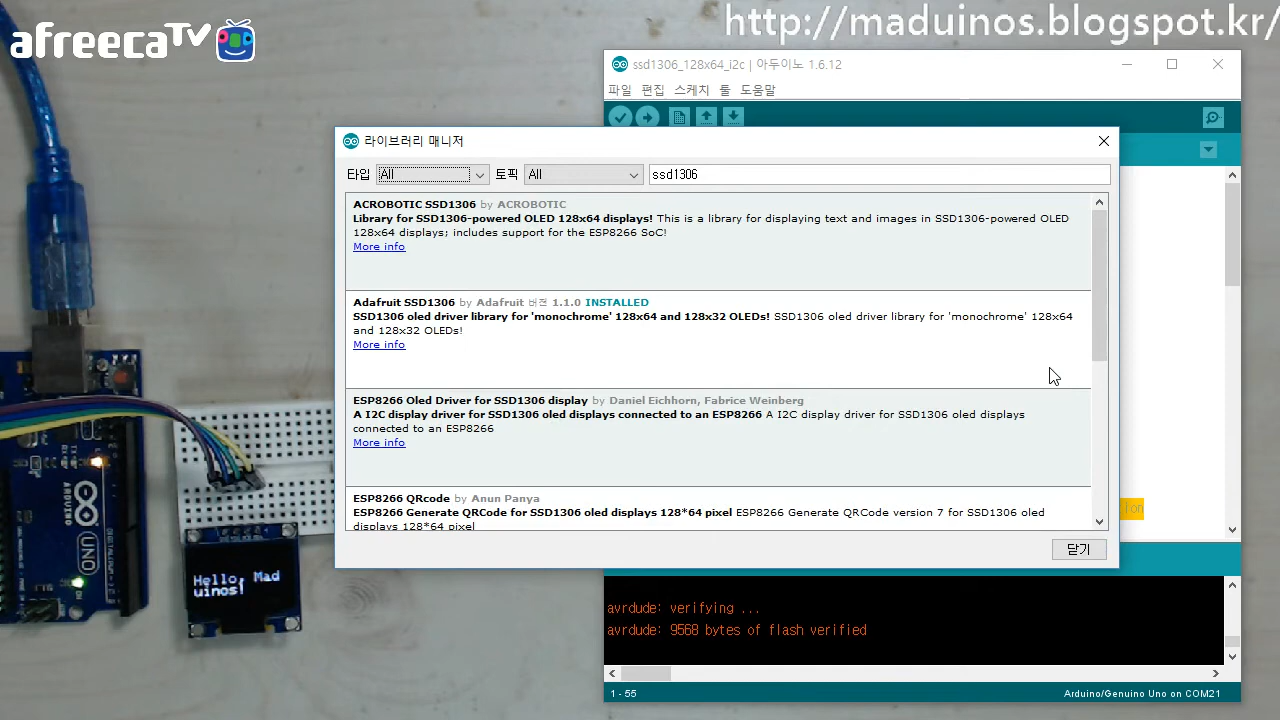 afreecaTV
http://maduinos.blogspot.kr/
ssd1306_128x64_i2c | 아두이노 1.6.12
파일 편집 스케치 툴 도움말
라이브러리 매니저
타입 All 토픽 All ssd1306
ACROBOTIC SSD1306 by ACROBOTIC
Library for SSD1306-powered OLED 128x64 displays! This is a library for displaying text and images in SSD1306-powered OLED
128x64 displays; includes support for the ESP8266 SoC!
More info
Adafruit SSD1306 by Adafruit 버전 1.1.0 INSTALLED
SSD1306 oled driver library for 'monochrome' 128x64 and 128x32 OLEDs! SSD1306 oled driver library for 'monochrome' 128x64
and 128x32 OLEDs!
More info
ESP8266 Oled Driver for SSD1306 display by Daniel Eichhorn, Fabrice Weinberg
A I2C display driver for SSD1306 oled displays connected to an ESP8266 A I2C display driver for SSD1306 oled displays
connected to an ESP8266
More info
ESP8266 QRcode by Anun Panya
ESP8266 Generate QRCode for SSD1306 oled displays 128*64 pixel ESP8266 Generate QRCode version 7 for SSD1306 oled
displays 128*64 pixel
닫기
avrdude: verifying ...
avrdude: 9568 bytes of flash verified
1 - 55
Arduino/Genuino Uno on COM21
ARDUINO
UNO
Hello, Mad
uinos!